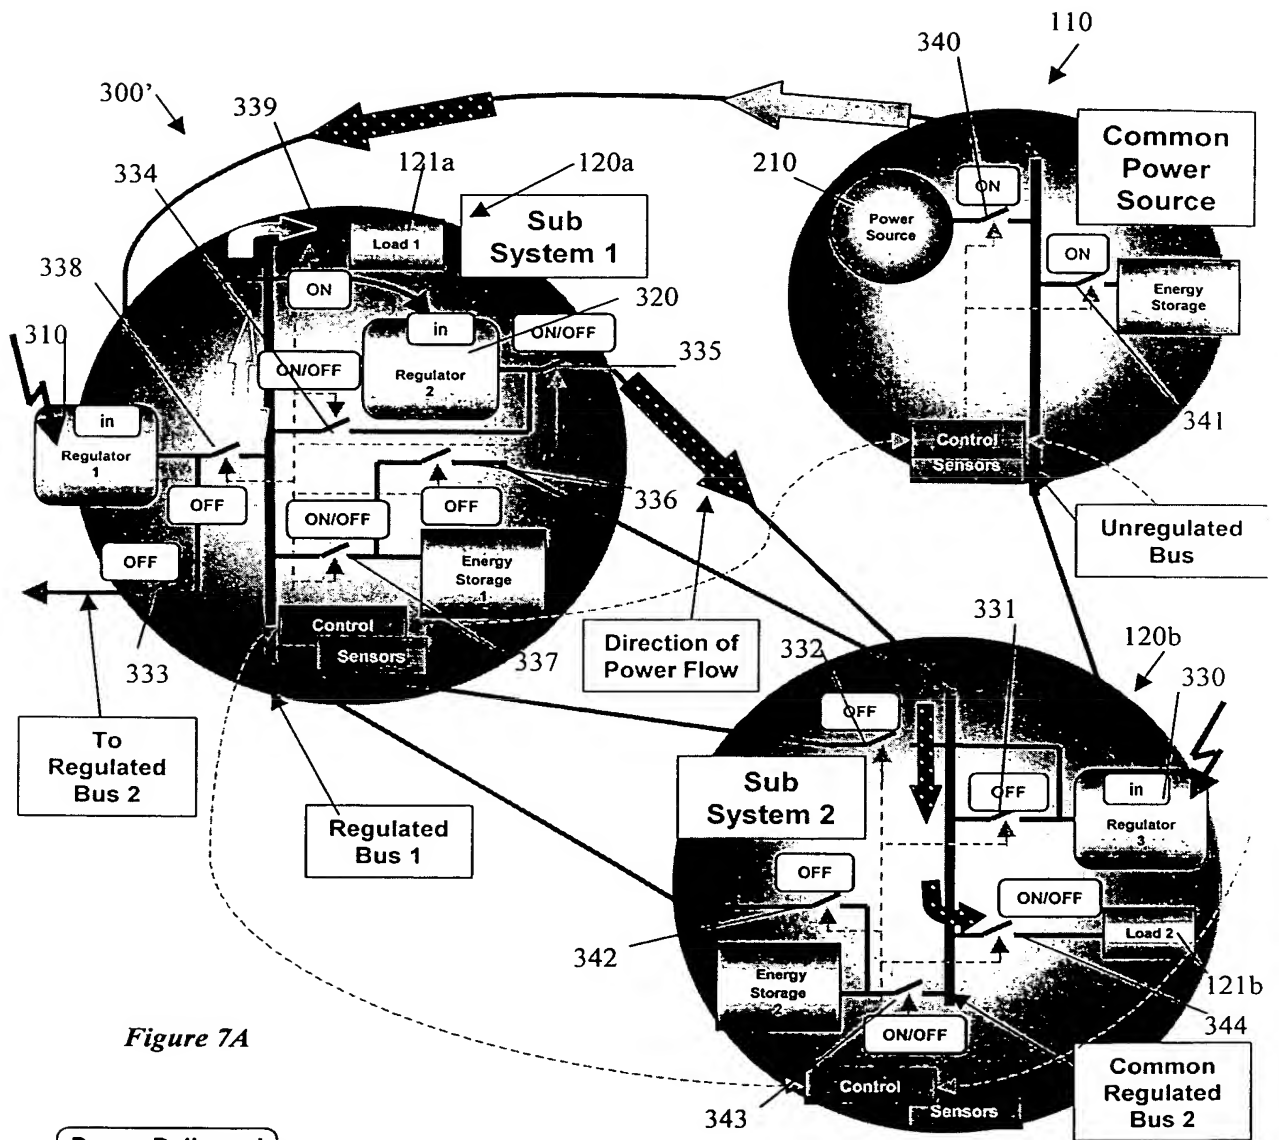 110
340
300'
339
Common
Power
Source
334
121a
120a
210
ON
Sub
System 1
Load 1
Power
Source
ON
338
ON
320
Energy
Storage
in
ON/OFF
310
335
ON/OFF
Regulator
2
341
in
Regulator
1
Control
Sensors
336
OFF
OFF
ON/OFF
Unregulated
Bus
OFF
Energy
Storage
1
331
Control
Direction of
Power Flow
120b
332
Sensors
333
337
330
OFF
To
Regulated
Bus 2
Sub
System 2
in
OFF
Regulator
3
Regulated
Bus 1
OFF
ON/OFF
Load 2
342
Energy
Storage
2
121b
344
Figure 7A
ON/OFF
Common
Regulated
Bus 2
Control
343
Sensors